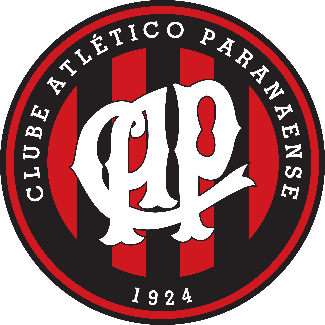 CLUBE ATLÉTICO PARANAENSE
CAP
1924